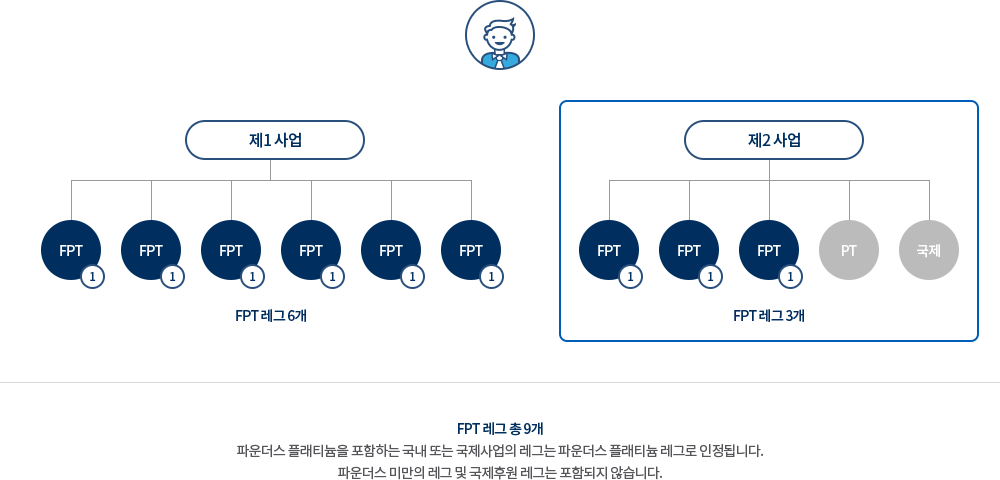 제1 사업
제2 사업
FPT FPT FPT FPT FPT FPT
1 1 1 1 1 1
FPT FPT FPT PT 국제
1 1 1
FPT 레그 6개
FPT 레그 3개
FPT 레그 총 9개
파운더스 플래티늄을 포함하는 국내 또는 국제사업의 레그는 파운더스 플래티늄 레그로 인정됩니다.
파운더스 미만의 레그 및 국제후원 레그는 포함되지 않습니다.